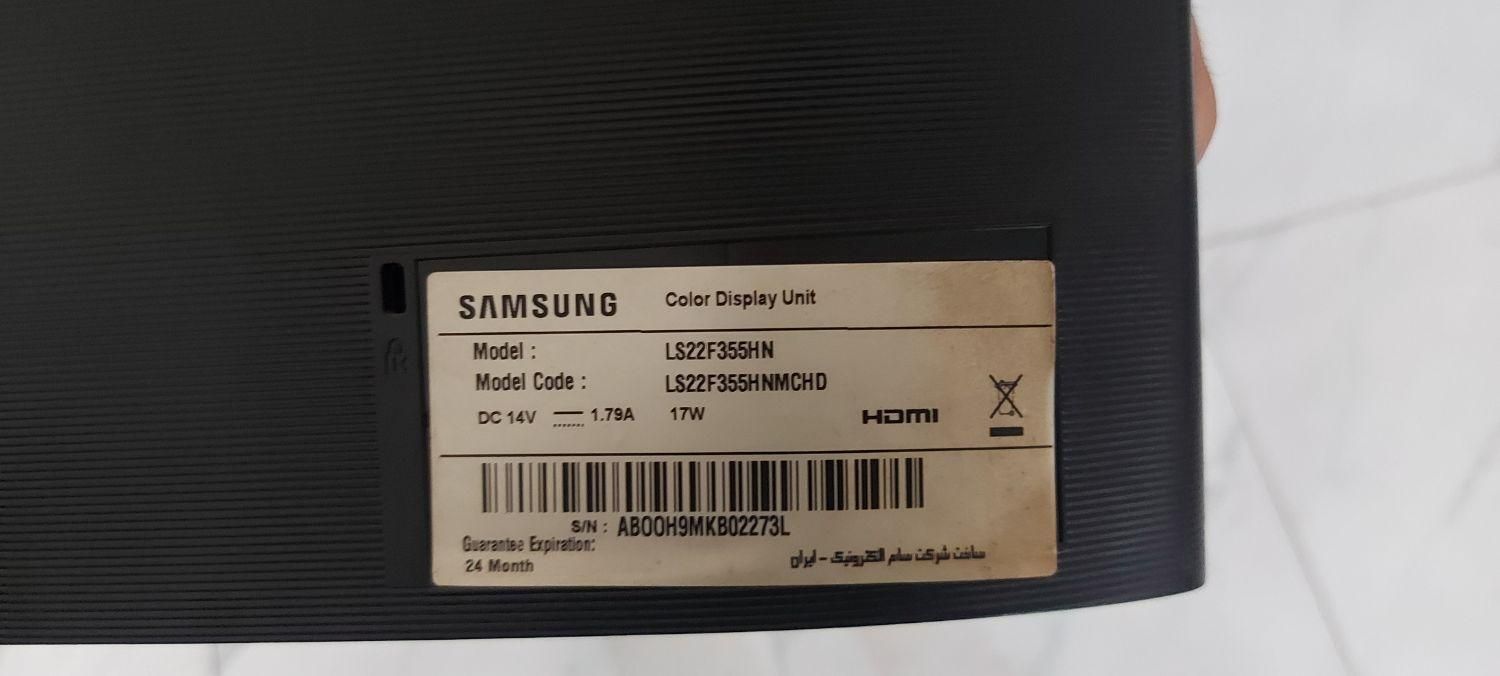 SAMSUNG Color Display Unit
Model : LS22F355HN
Model Code : LS22F355HNMCHD
DC 14V 1.79A 17W HDMI
S/N : AB00H9MKB02273L
Guarantee Expiration:
24 Month
ساخت شرکت سام الکترونیک - ایران